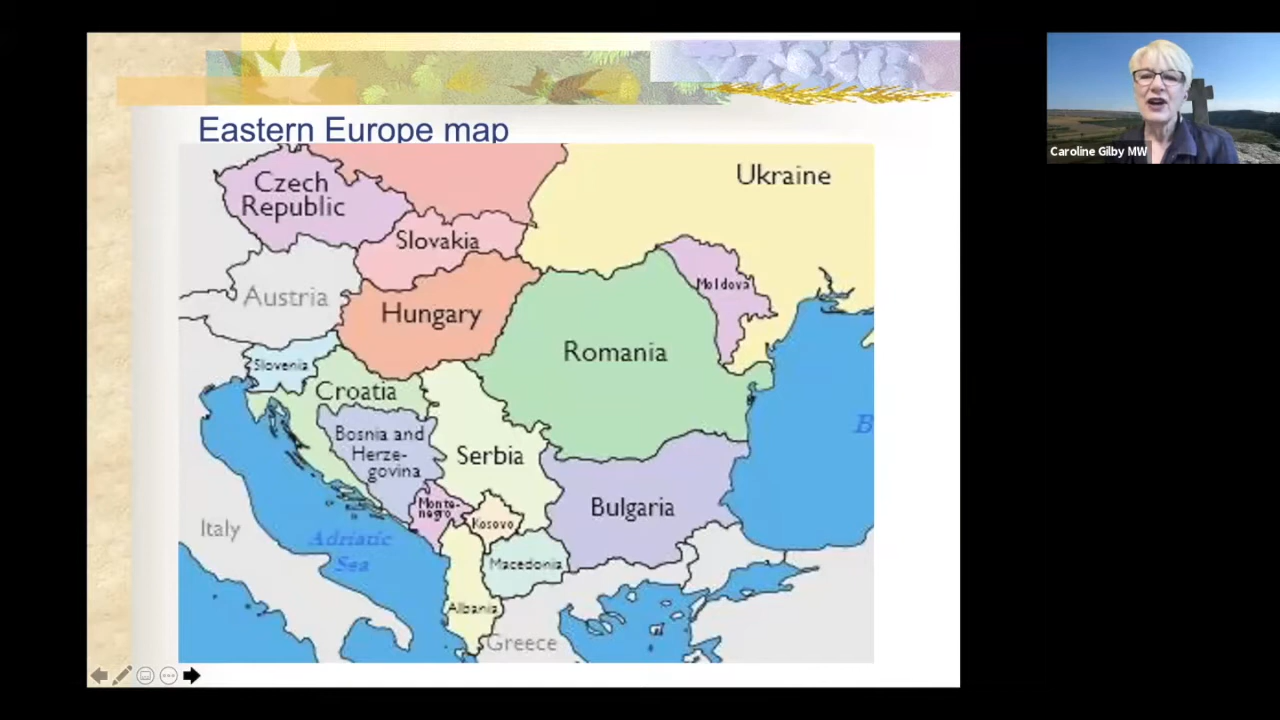 Eastern Europe map
Czech
Republic
Ukraine
Slovakia
Moldova
Austria
Hungary
Romania
Slovenia
Croatia
Bosnia and
Herze-
govina
Serbia
B
Monte-
negro
Kosovo
Bulgaria
Italy
Adriatic
Sea
Macedonia
Albania
Greece
Caroline Gilby MW